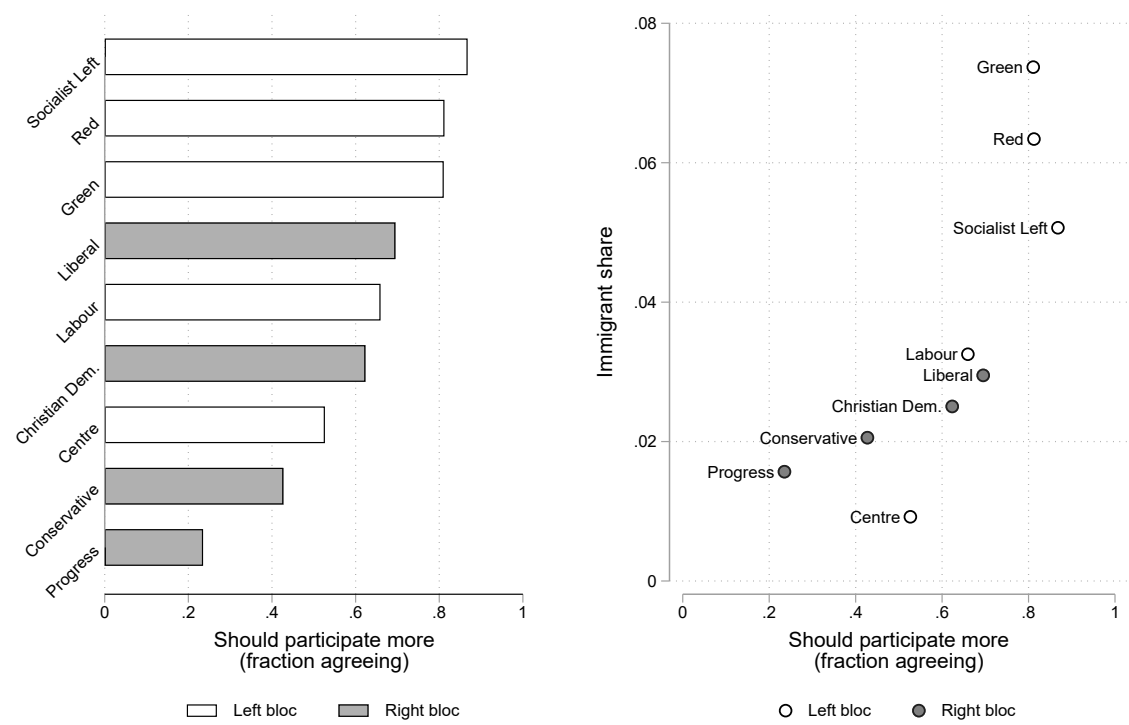 Socialist Left
Red
Green
Liberal
Labour
Christian Dem.
Centre
Conservative
Progress
0 .2 .4 .6 .8 1
Should participate more
(fraction agreeing)
Left bloc Right bloc
.08
.06
.04
.02
0
Immigrant share
Green
Red
Socialist Left
Labour
Liberal
Christian Dem.
Conservative
Progress
Centre
0 .2 .4 .6 .8 1
Should participate more
(fraction agreeing)
Left bloc Right bloc